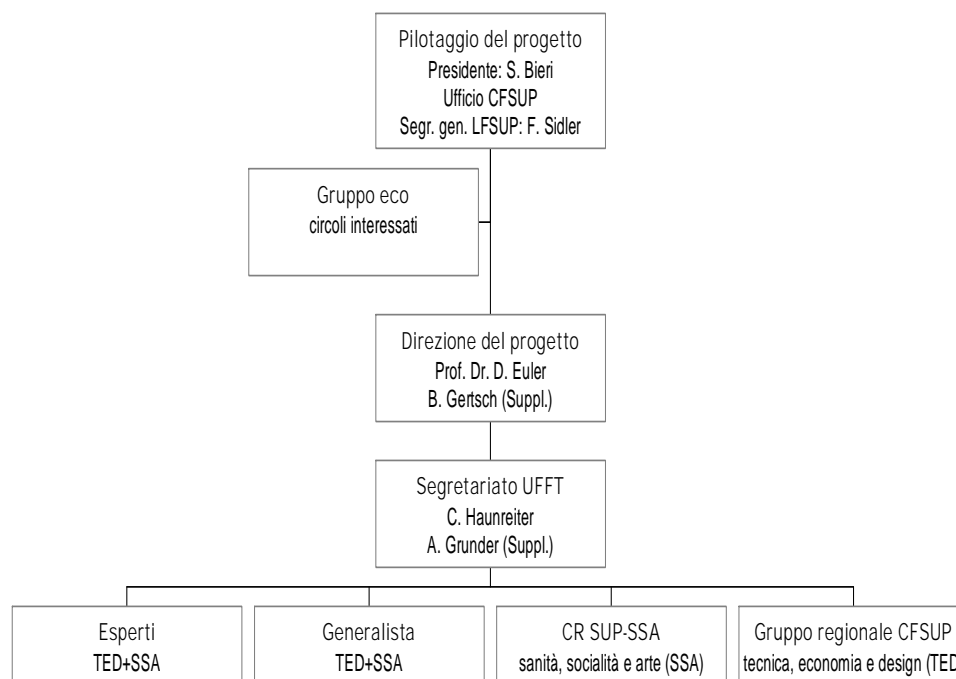 Pilotaggio del progetto
Presidente: S. Bieri
Ufficio CFSUP
Segr. gen. LFSUP: F. Sidler
Gruppo eco
circoli interessati
Direzione del progetto
Prof. Dr. D. Euler
B. Gertsch (Suppl.)
Segretariato UFFT
C. Haunreiter
A. Grunder (Suppl.)
Esperti
TED+SSA
Generalista
TED+SSA
CR SUP-SSA
sanità, socialità e arte (SSA)
Gruppo regionale CFSUP
tecnica, economia e design (TED